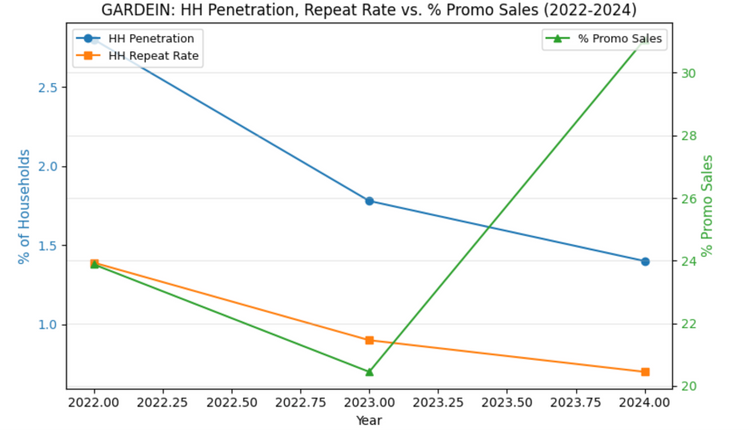 GARDEIN: HH Penetration, Repeat Rate vs. % Promo Sales (2022-2024)
HH Penetration
HH Repeat Rate
% Promo Sales
% of Households
2.5
2.0
1.5
1.0
30
28
26
24
22
20
% Promo Sales
2022.00 2022.25 2022.50 2022.75 2023.00 2023.25 2023.50 2023.75 2024.00
Year